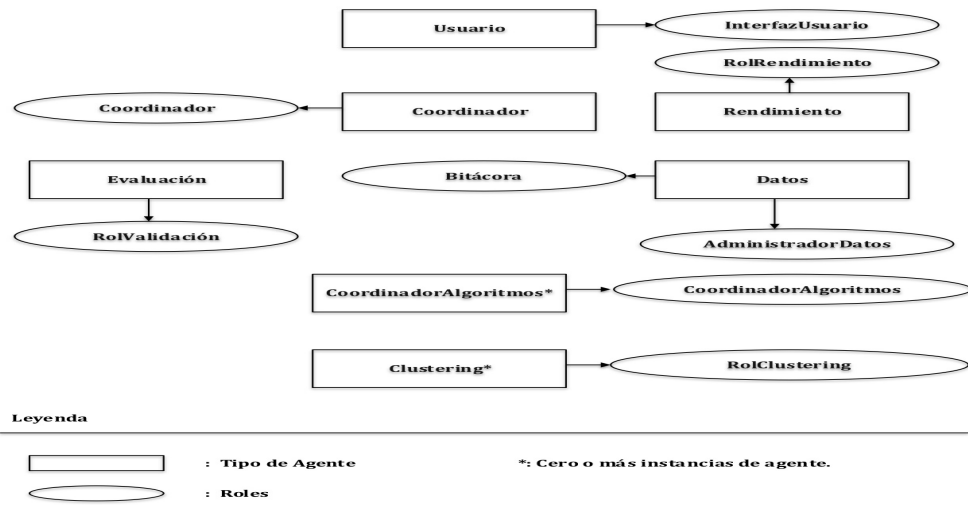 Usuario
InterfazUsuario
RolRendimiento
Coordinador
Coordinador
Rendimiento
Evaluación
Bitácora
Datos
RolValidación
AdministradorDatos
CoordinadorAlgoritmos*
CoordinadorAlgoritmos
Clustering*
RolClustering
Leyenda
: Tipo de Agente
*: Cero o más instancias de agente.
: Roles